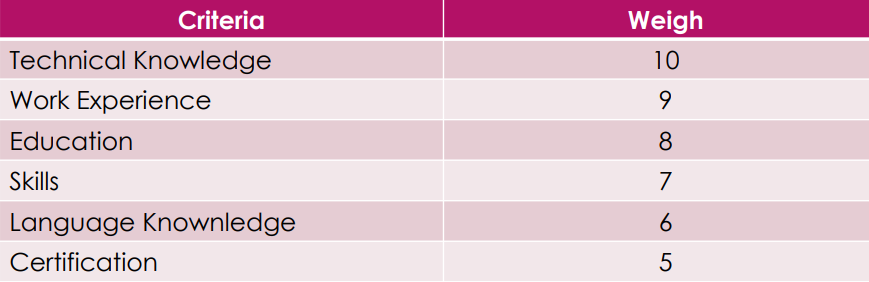 Criteria Weigh
Technical Knowledge 10
Work Experience 9
Education 8
Skills 7
Language Knownledge 6
Certification 5